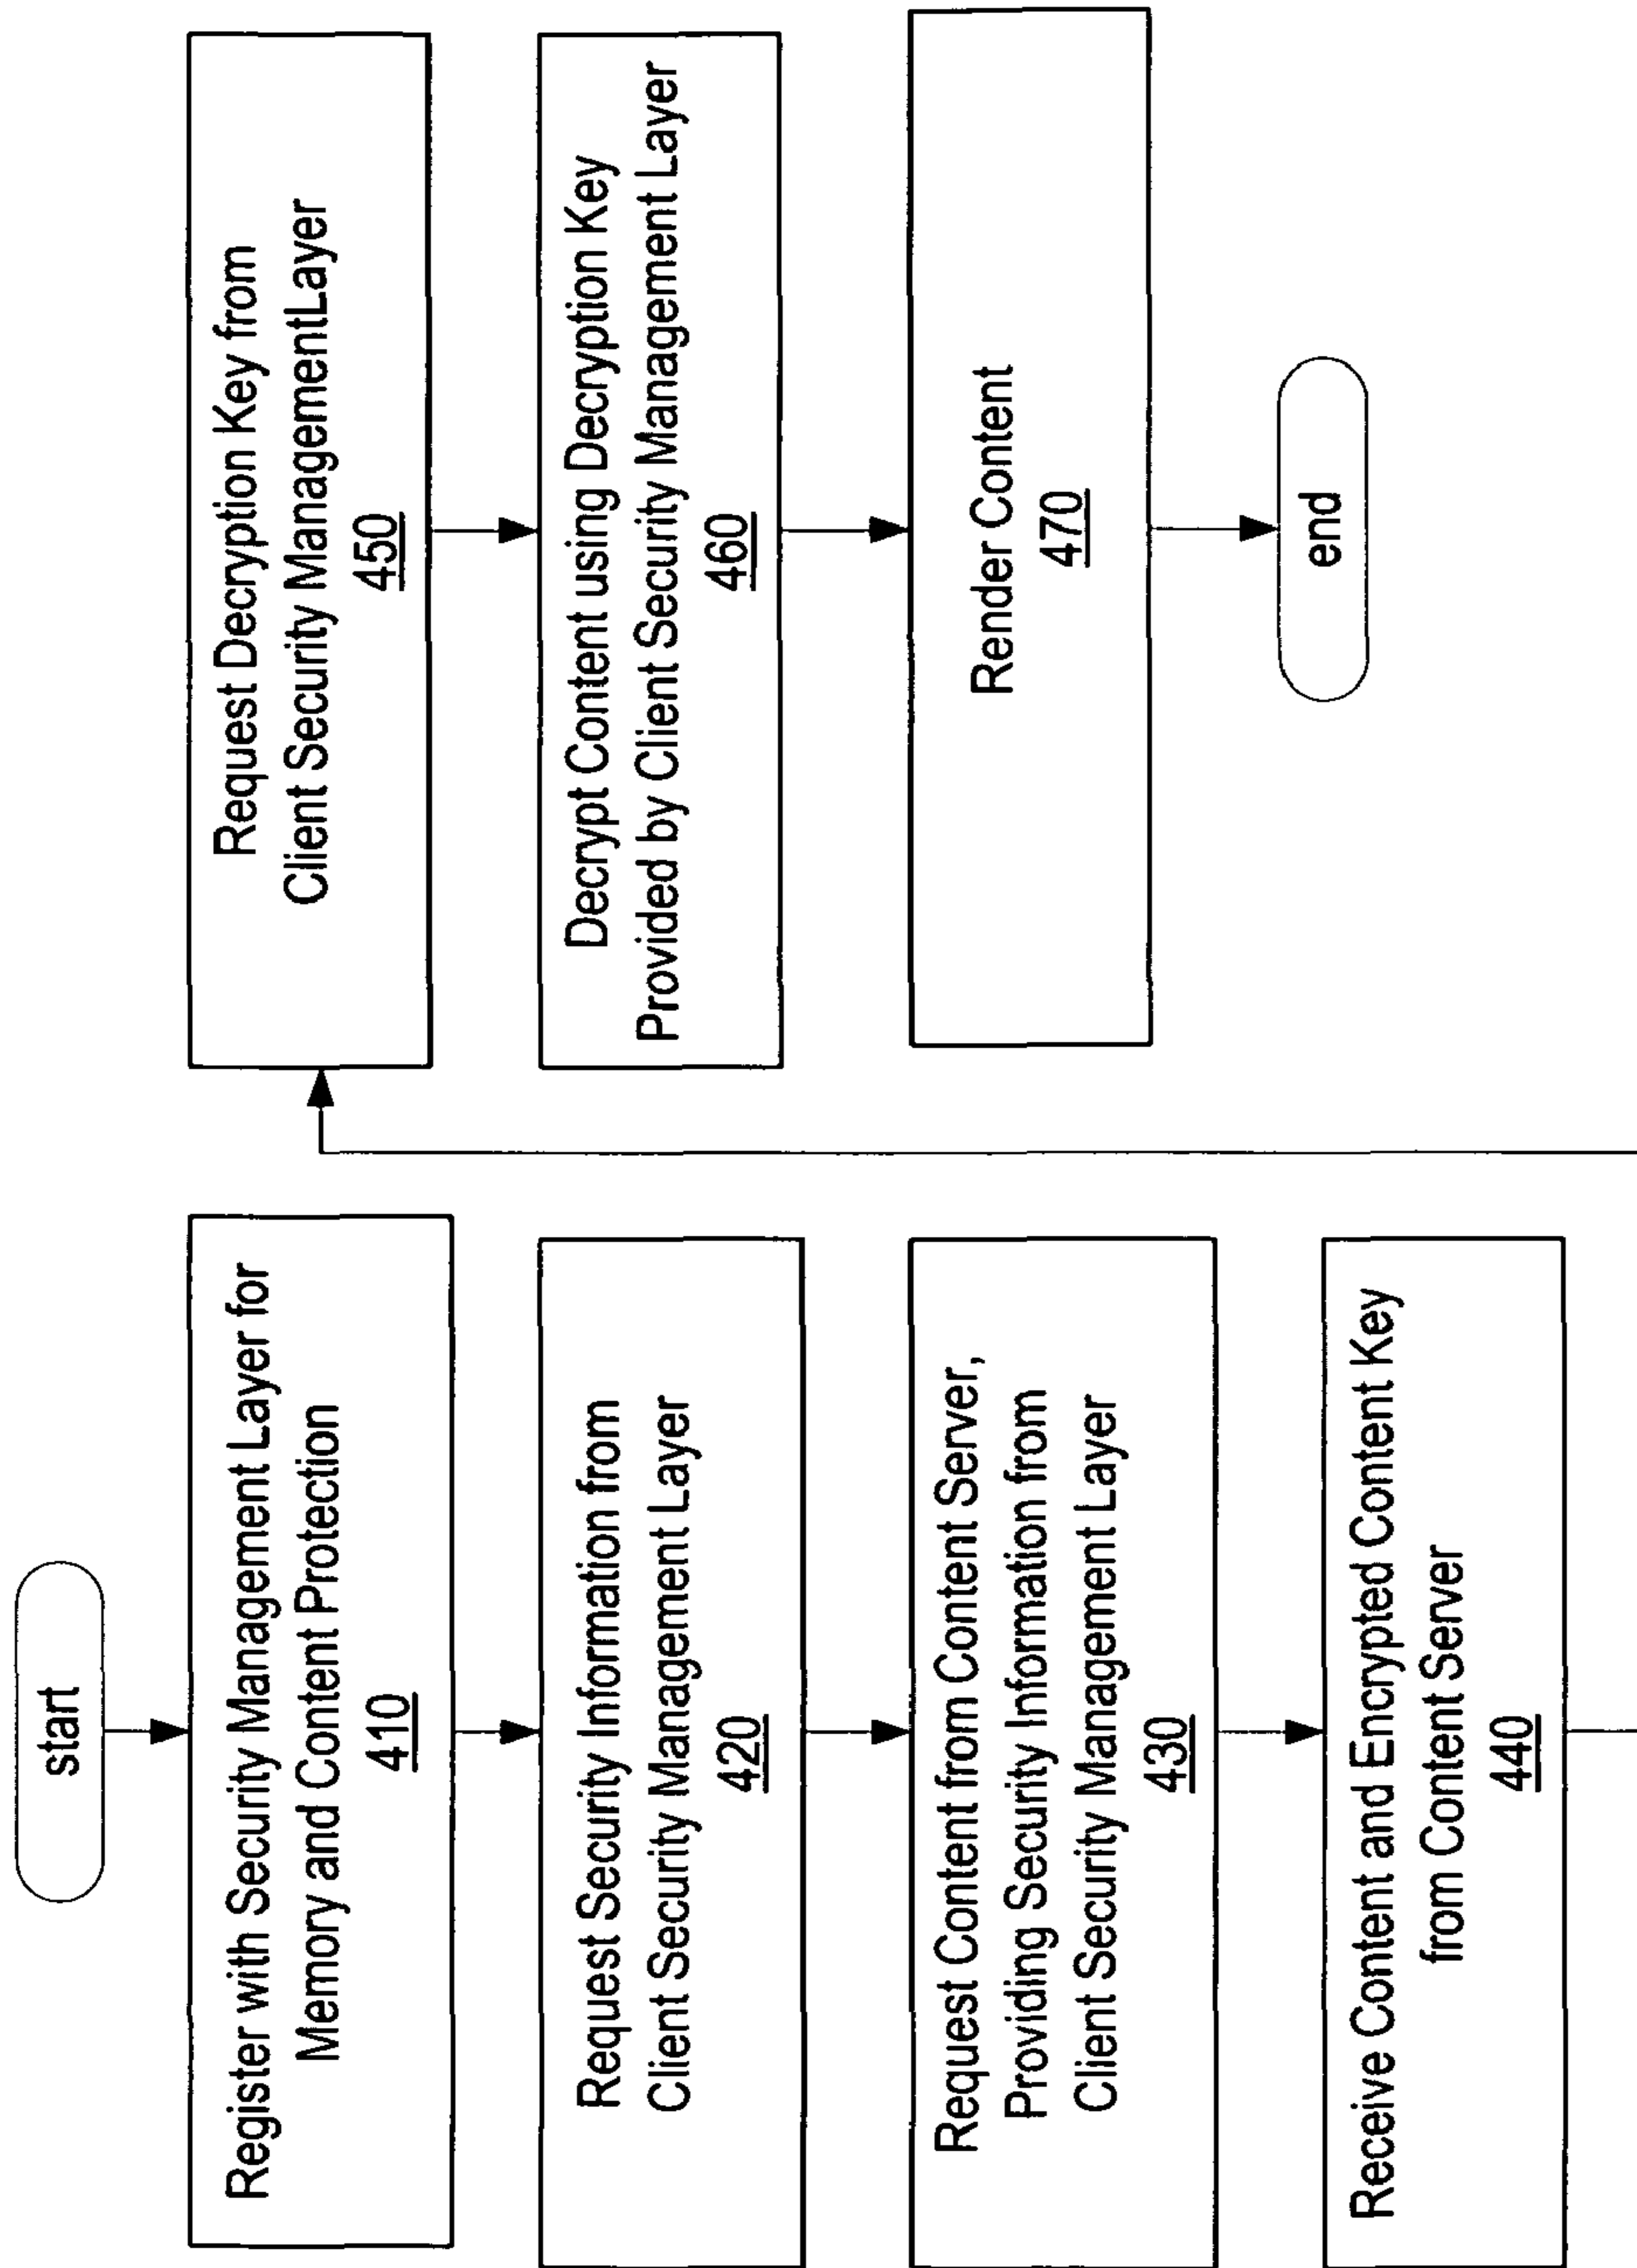 start
Register with Security Management Layer for
Memory and Content Protection
410
Request Security Information from
Client Security Management Layer
420
Request Content from Content Server,
Providing Security Information from
Client Security Management Layer
430
Receive Content and Encrypted Content Key
from Content Server
440
Request Decryption Key from
Client Security ManagementLayer
450
Decrypt Content using Decryption Key
Provided by Client Security Management Layer
460
Render Content
470
end